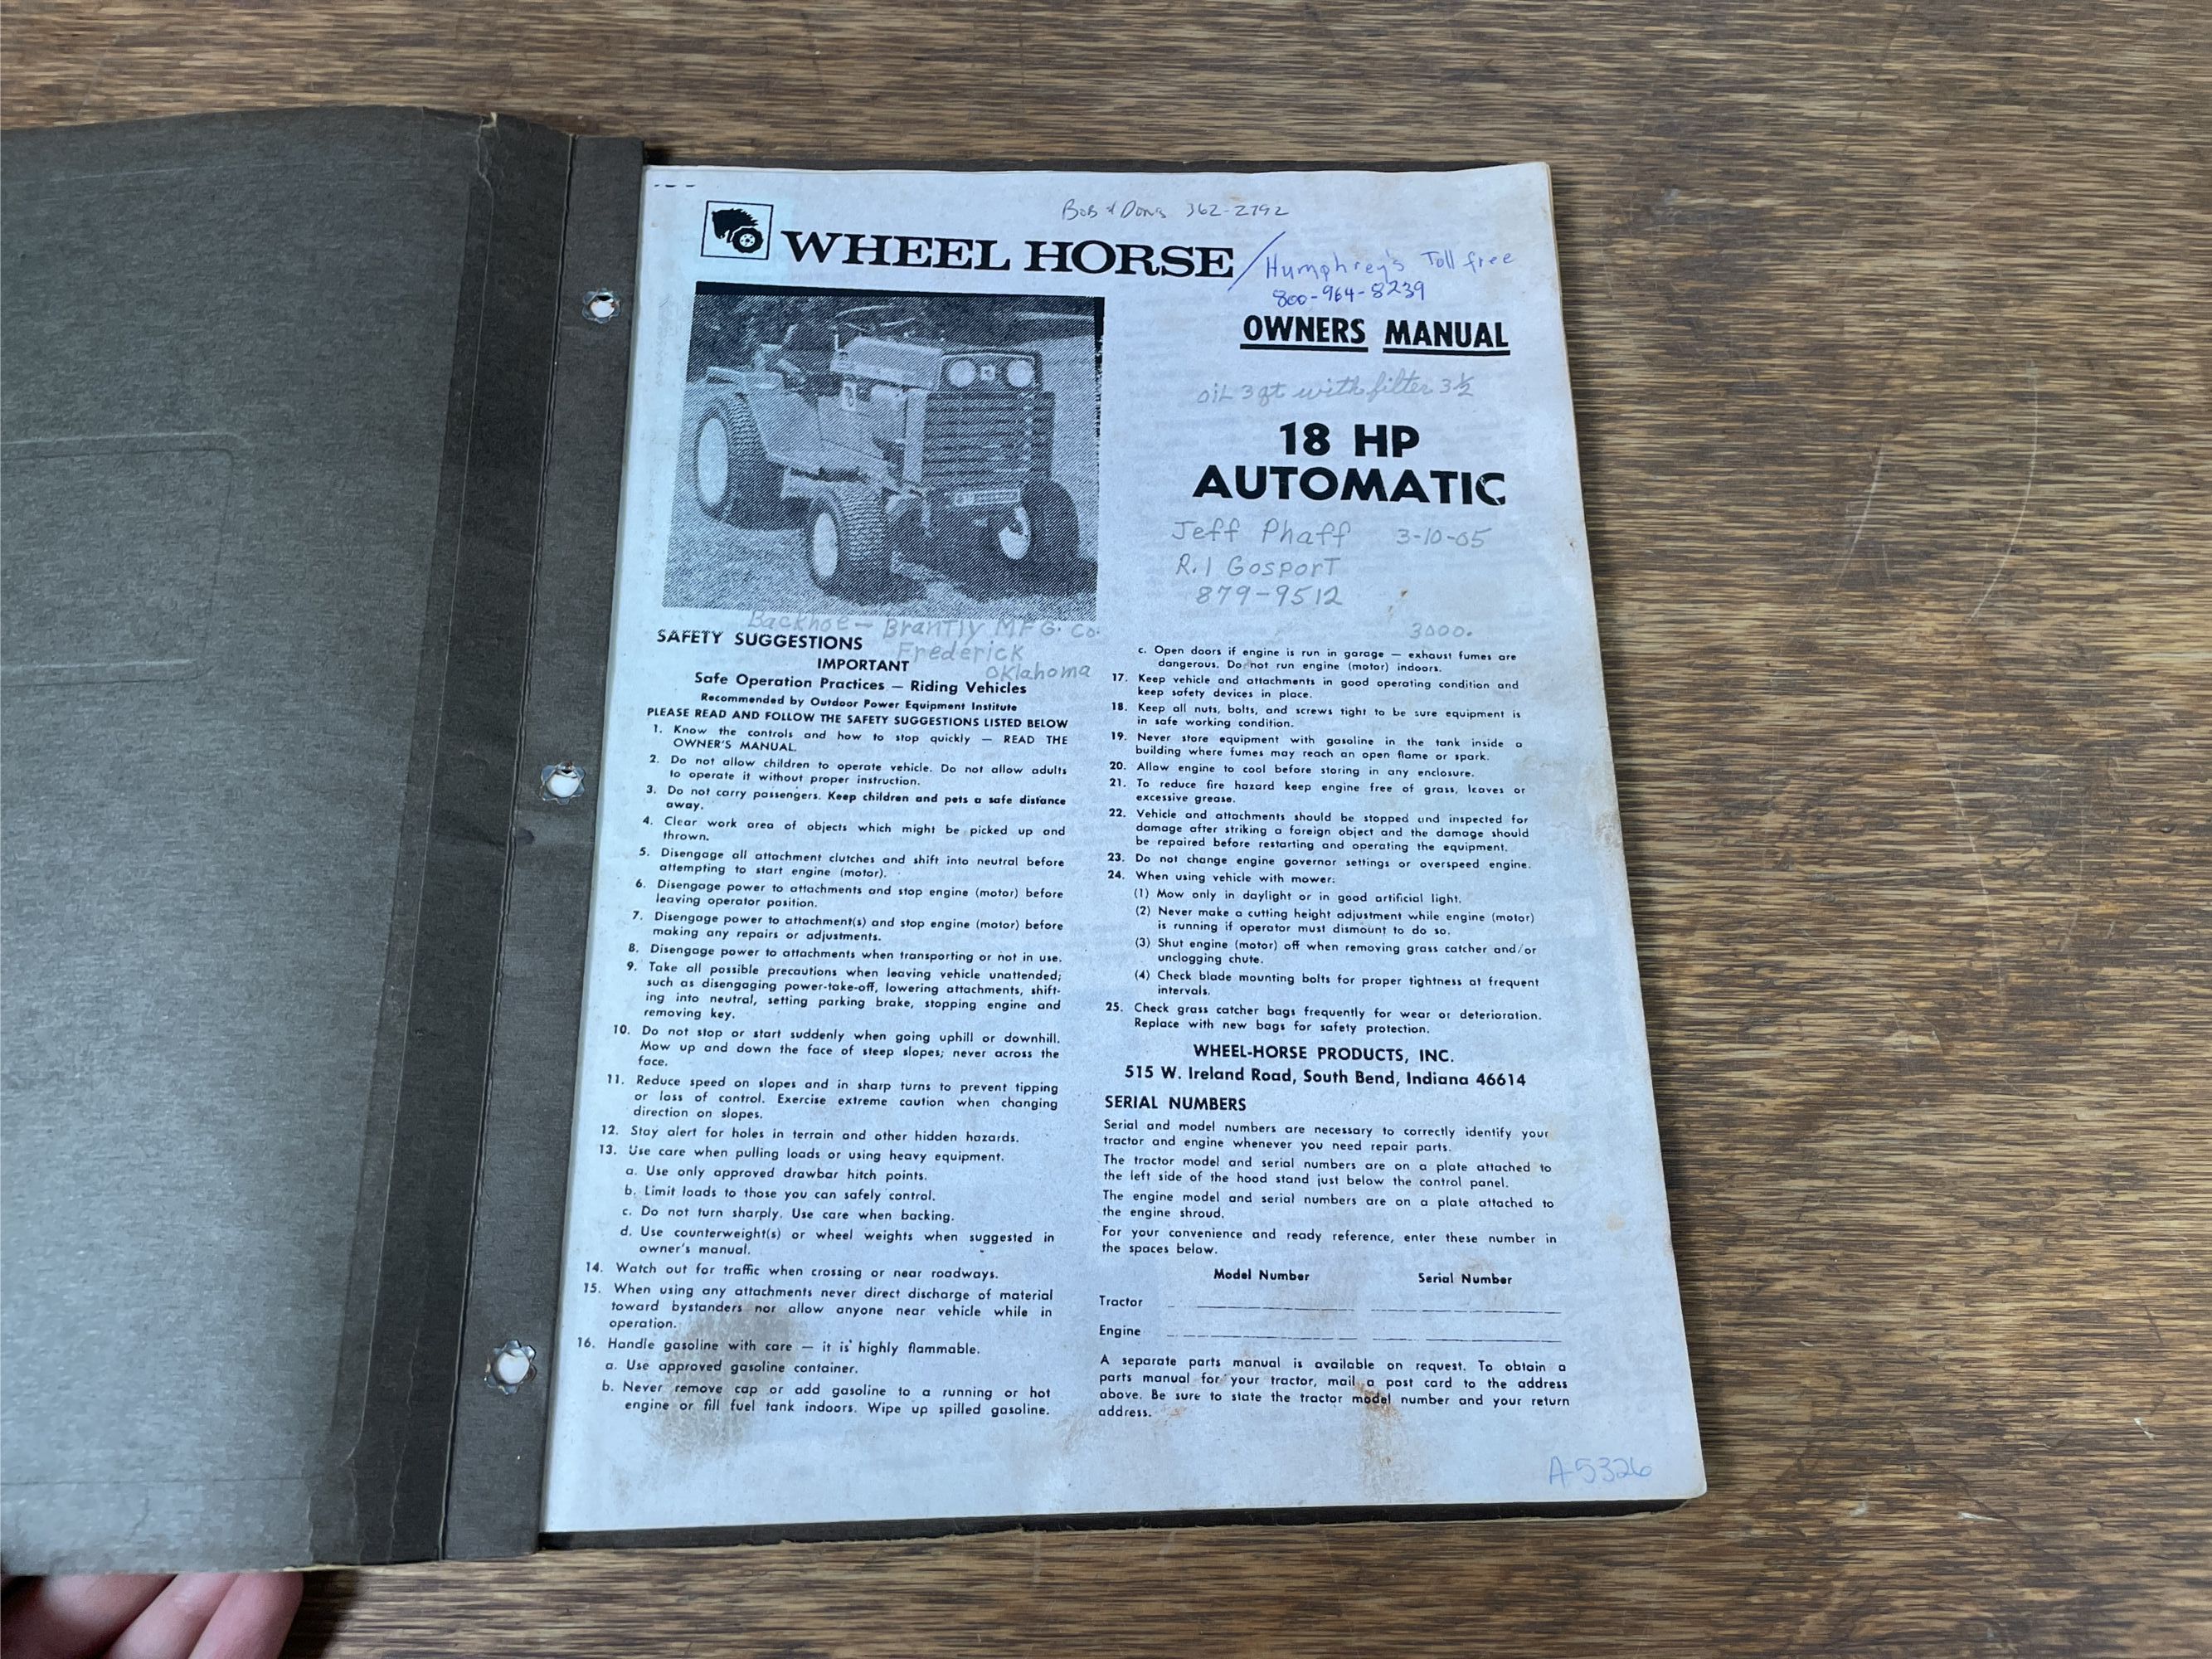 Bob & Dons 362-2792
WHEEL HORSE
/Humphrey's Toll free
800-964-8239
OWNERS MANUAL
oil 3 qt with filter 3½
18 HP
AUTOMATIC
Jeff Phaff 3-10-05
R.1 Gosport
879-9512
3000.
Backhoe - Brantly MFG. Co.
Frederick
Oklahoma
SAFETY SUGGESTIONS
IMPORTANT
Safe Operation Practices — Riding Vehicles
Recommended by Outdoor Power Equipment Institute
PLEASE READ AND FOLLOW THE SAFETY SUGGESTIONS LISTED BELOW
1. Know the controls and how to stop quickly — READ THE
OWNER'S MANUAL.
2. Do not allow children to operate vehicle. Do not allow adults
to operate it without proper instruction.
3. Do not carry passengers. Keep children and pets a safe distance
away.
4. Clear work area of objects which might be picked up and
thrown.
5. Disengage all attachment clutches and shift into neutral before
attempting to start engine (motor).
6. Disengage power to attachments and stop engine (motor) before
leaving operator position.
7. Disengage power to attachment(s) and stop engine (motor) before
making any repairs or adjustments.
8. Disengage power to attachments when transporting or not in use.
9. Take all possible precautions when leaving vehicle unattended;
such as disengaging power-take-off, lowering attachments, shift-
ing into neutral, setting parking brake, stopping engine and
removing key.
10. Do not stop or start suddenly when going uphill or downhill.
Mow up and down the face of steep slopes; never across the
face.
11. Reduce speed on slopes and in sharp turns to prevent tipping
or loss of control. Exercise extreme caution when changing
direction on slopes.
12. Stay alert for holes in terrain and other hidden hazards.
13. Use care when pulling loads or using heavy equipment.
a. Use only approved drawbar hitch points.
b. Limit loads to those you can safely control.
c. Do not turn sharply. Use care when backing.
d. Use counterweight(s) or wheel weights when suggested in
owner's manual.
14. Watch out for traffic when crossing or near roadways.
15. When using any attachments never direct discharge of material
toward bystanders nor allow anyone near vehicle while in
operation.
16. Handle gasoline with care — it is highly flammable.
a. Use approved gasoline container.
b. Never remove cap or add gasoline to a running or hot
engine or fill fuel tank indoors. Wipe up spilled gasoline.
c. Open doors if engine is run in garage — exhaust fumes are
dangerous. Do not run engine (motor) indoors.
17. Keep vehicle and attachments in good operating condition and
keep safety devices in place.
18. Keep all nuts, bolts, and screws tight to be sure equipment is
in safe working condition.
19. Never store equipment with gasoline in the tank inside a
building where fumes may reach an open flame or spark.
20. Allow engine to cool before storing in any enclosure.
21. To reduce fire hazard keep engine free of grass, leaves or
excessive grease.
22. Vehicle and attachments should be stopped and inspected for
damage after striking a foreign object and the damage should
be repaired before restarting and operating the equipment.
23. Do not change engine governor settings or overspeed engine.
24. When using vehicle with mower:
(1) Mow only in daylight or in good artificial light.
(2) Never make a cutting height adjustment while engine (motor)
is running if operator must dismount to do so.
(3) Shut engine (motor) off when removing grass catcher and/or
unclogging chute.
(4) Check blade mounting bolts for proper tightness at frequent
intervals.
25. Check grass catcher bags frequently for wear or deterioration.
Replace with new bags for safety protection.
WHEEL-HORSE PRODUCTS, INC.
515 W. Ireland Road, South Bend, Indiana 46614
SERIAL NUMBERS
Serial and model numbers are necessary to correctly identify your
tractor and engine whenever you need repair parts.
The tractor model and serial numbers are on a plate attached to
the left side of the hood stand just below the control panel.
The engine model and serial numbers are on a plate attached to
the engine shroud.
For your convenience and ready reference, enter these number in
the spaces below.
Model Number Serial Number
Tractor
Engine
A separate parts manual is available on request. To obtain a
parts manual for your tractor, mail a post card to the address
above. Be sure to state the tractor model number and your return
address.
A-5326